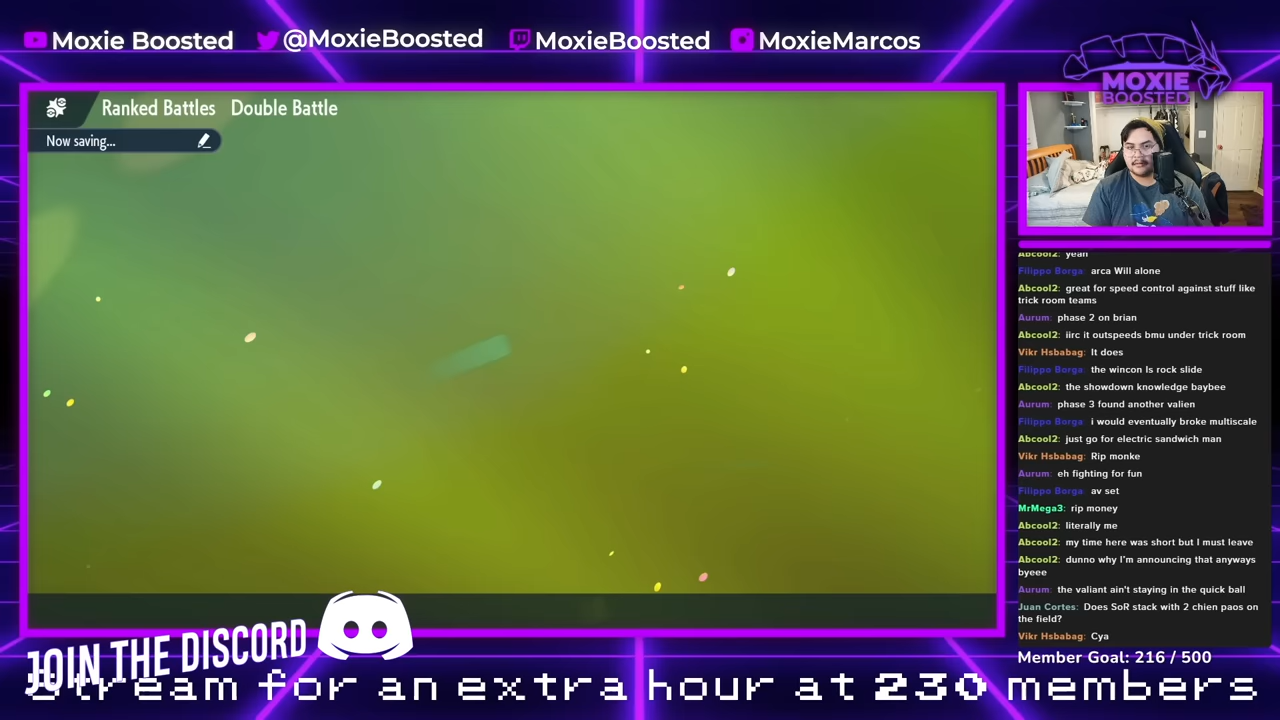 Moxie Boosted @MoxieBoosted MoxieBoosted MoxieMarcos
MOXIE
BOOSTED
Ranked Battles Double Battle
Now saving...
Abcool2: yeah
Filippo Borga: arca Will alone
Abcool2: great for speed control against stuff like
trick room teams
Aurum: phase 2 on brian
Abcool2: iirc it outspeeds bmu under trick room
Vikr Hsbabag: It does
Filippo Borga: the wincon Is rock slide
Abcool2: the showdown knowledge baybee
Aurum: phase 3 found another valien
Filippo Borga: i would eventually broke multiscale
Abcool2: just go for electric sandwich man
Vikr Hsbabag: Rip monke
Aurum: eh fighting for fun
Filippo Borga: av set
MrMega3: rip money
Abcool2: literally me
Abcool2: my time here was short but I must leave
Abcool2: dunno why I'm announcing that anyways
byeee
Aurum: the valiant ain't staying in the quick ball
Juan Cortes: Does SoR stack with 2 chien paos on
the field?
Vikr Hsbabag: Cya
Member Goal: 216 / 500
JOIN THE DISCORD
Stream for an extra hour at 230 members